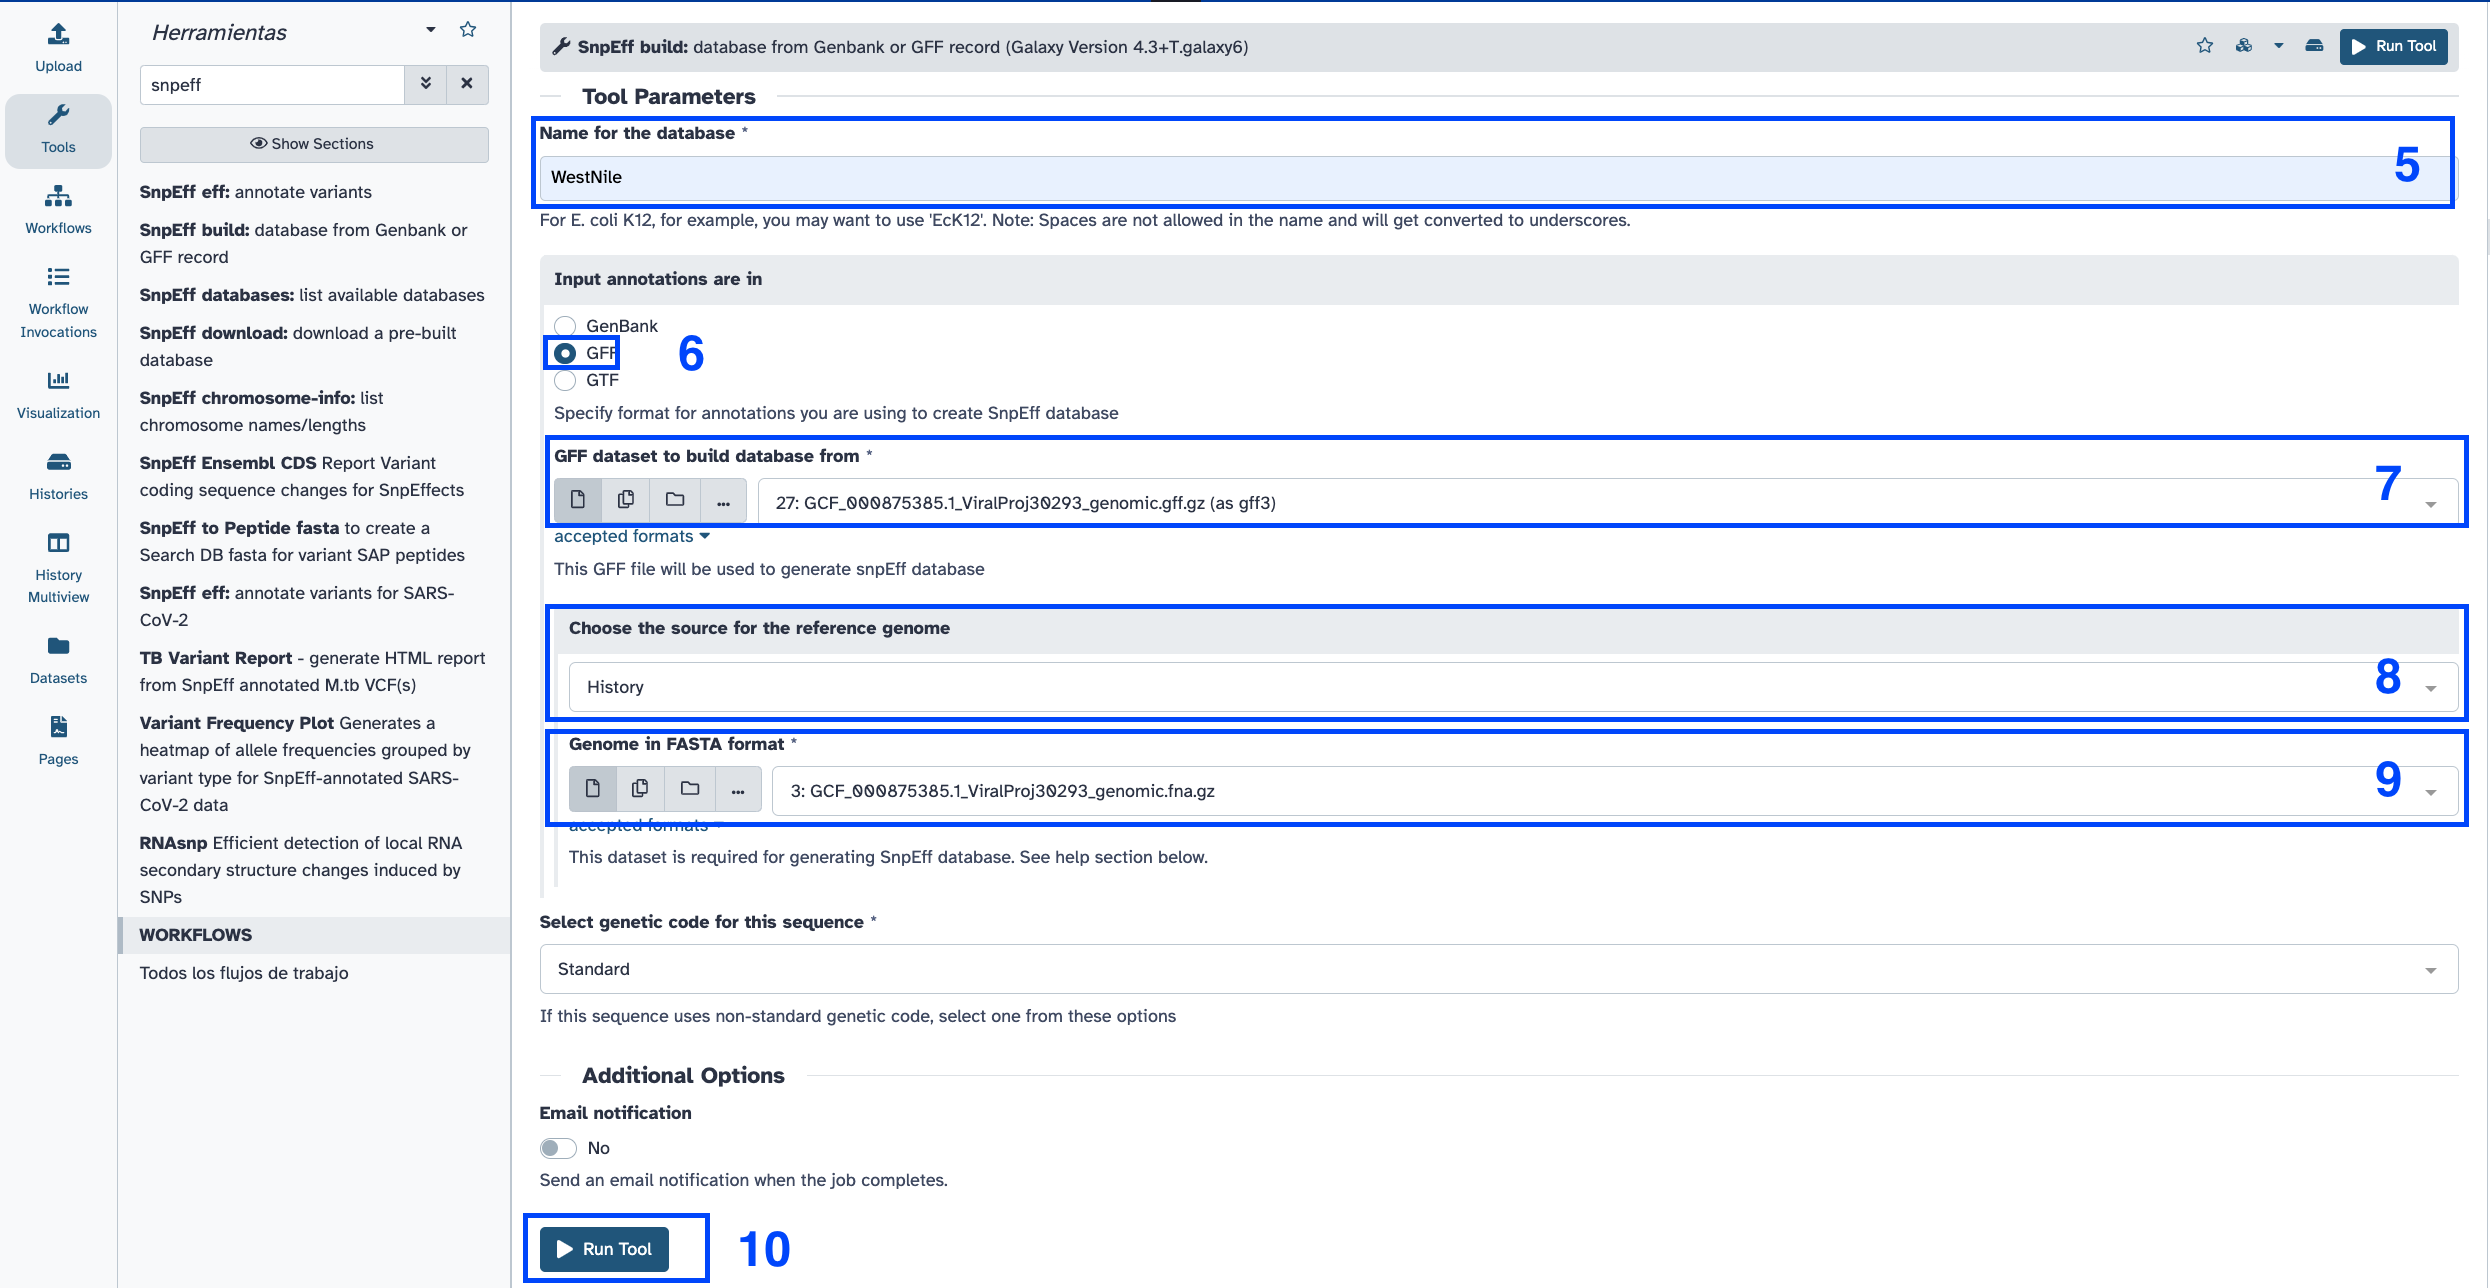 Upload
Tools
Workflows
Workflow
Invocations
Visualization
Histories
History
Multiview
Datasets
Pages
Herramientas
snpeff
Show Sections
SnpEff eff: annotate variants
SnpEff build: database from Genbank or
GFF record
SnpEff databases: list available databases
SnpEff download: download a pre-built
database
SnpEff chromosome-info: list
chromosome names/lengths
SnpEff Ensembl CDS Report Variant
coding sequence changes for SnpEffects
SnpEff to Peptide fasta to create a
Search DB fasta for variant SAP peptides
SnpEff eff: annotate variants for SARS-
CoV-2
TB Variant Report - generate HTML report
from SnpEff annotated M.tb VCF(s)
Variant Frequency Plot Generates a
heatmap of allele frequencies grouped by
variant type for SnpEff-annotated SARS-
CoV-2 data
RNAsnp Efficient detection of local RNA
secondary structure changes induced by
SNPs
WORKFLOWS
Todos los flujos de trabajo
SnpEff build: database from Genbank or GFF record (Galaxy Version 4.3+T.galaxy6)
Run Tool
Tool Parameters
Name for the database *
WestNile
5
For E. coli K12, for example, you may want to use 'EcK12'. Note: Spaces are not allowed in the name and will get converted to underscores.
Input annotations are in
GenBank
GFF
6
GTF
Specify format for annotations you are using to create SnpEff database
GFF dataset to build database from *
...
27: GCF_000875385.1_ViralProj30293_genomic.gff.gz (as gff3)
7
accepted formats
This GFF file will be used to generate snpEff database
Choose the source for the reference genome
History
8
Genome in FASTA format *
...
3: GCF_000875385.1_ViralProj30293_genomic.fna.gz
9
accepted formats
This dataset is required for generating SnpEff database. See help section below.
Select genetic code for this sequence *
Standard
If this sequence uses non-standard genetic code, select one from these options
Additional Options
Email notification
No
Send an email notification when the job completes.
Run Tool
10